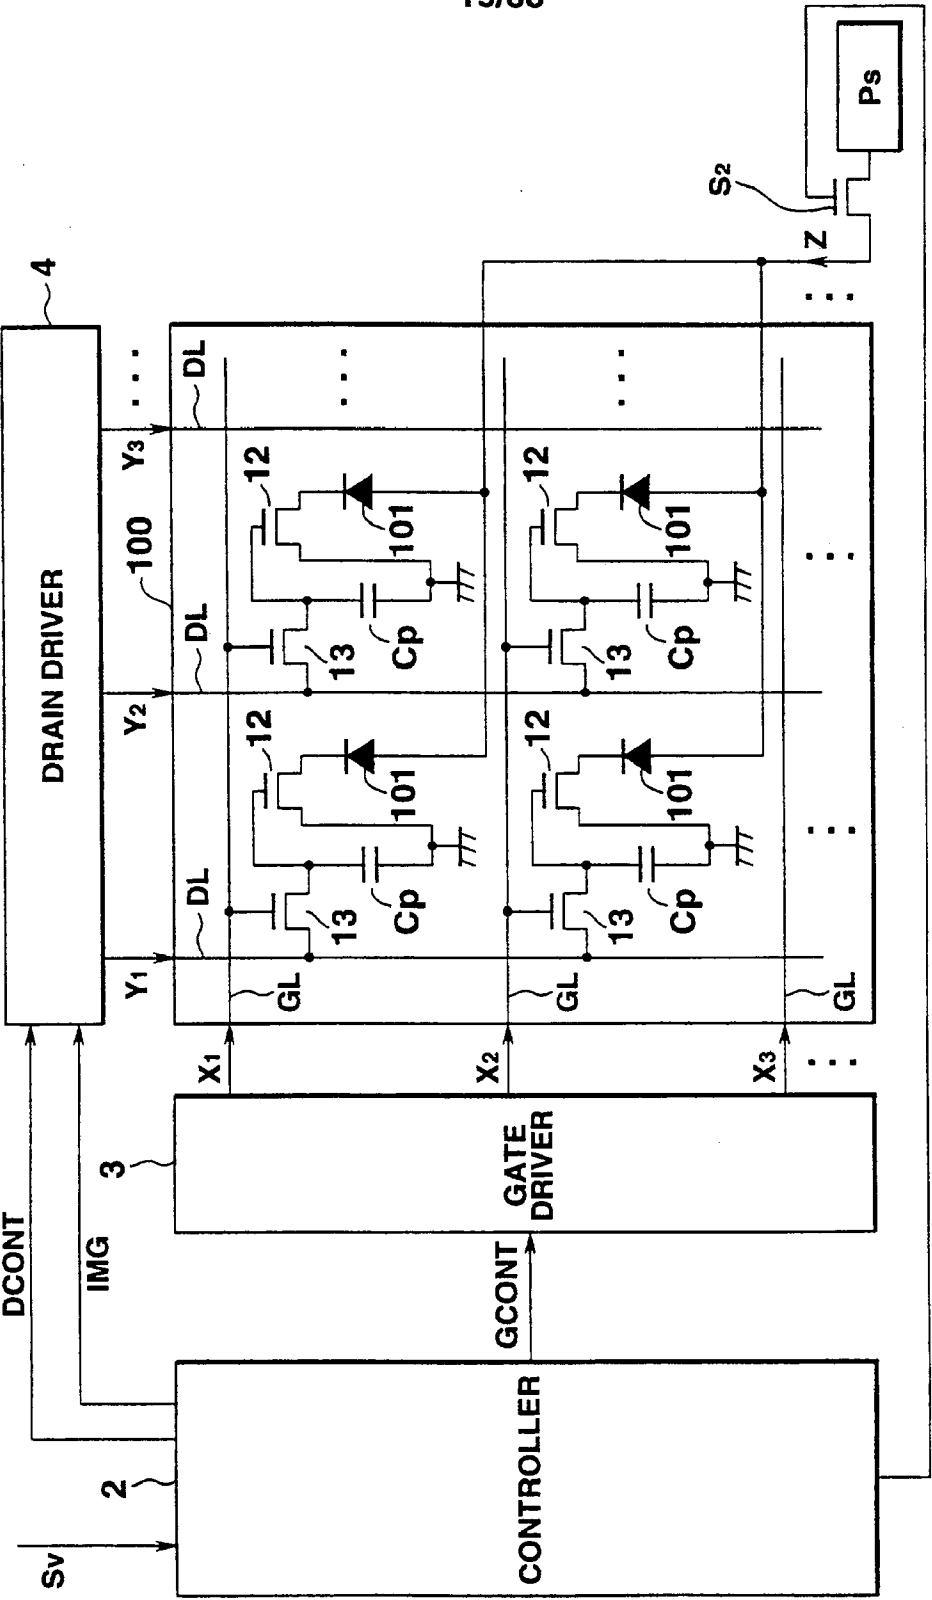 DCONT
DRAIN DRIVER
4
Sv
IMG
2
3
Y1
Y2
Y3
...
100
DL
DL
DL
X1
12
12
GL
13
13
101
101
Cp
Cp
X2
GCONT
GATE
DRIVER
CONTROLLER
12
12
GL
13
13
101
101
Cp
Cp
S2
X3
Z
GL
Ps